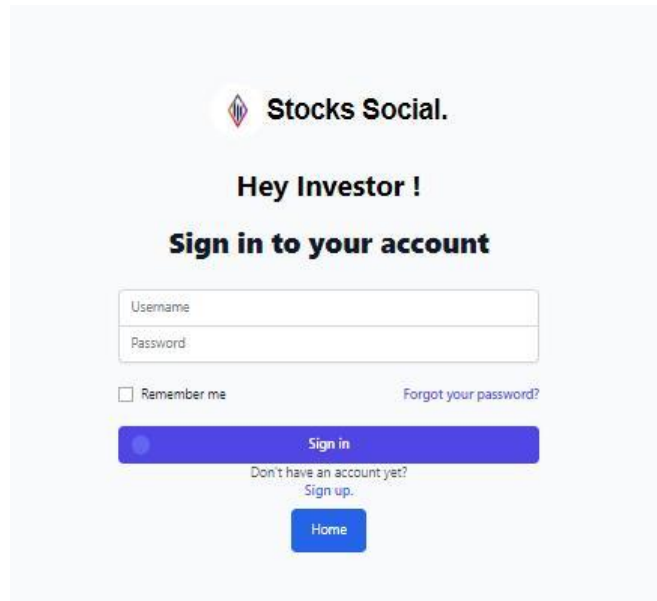 Stocks Social.
Hey Investor !
Sign in to your account
Username
Password
Remember me Forgot your password?
Sign in
Don't have an account yet?
Sign up.
Home